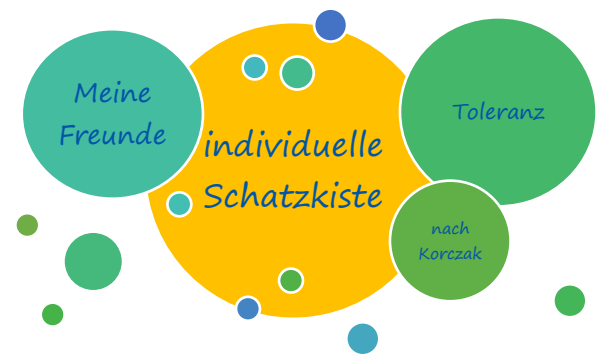 Meine
Freunde
individuelle
Schatzkiste
Toleranz
nach
Korczak